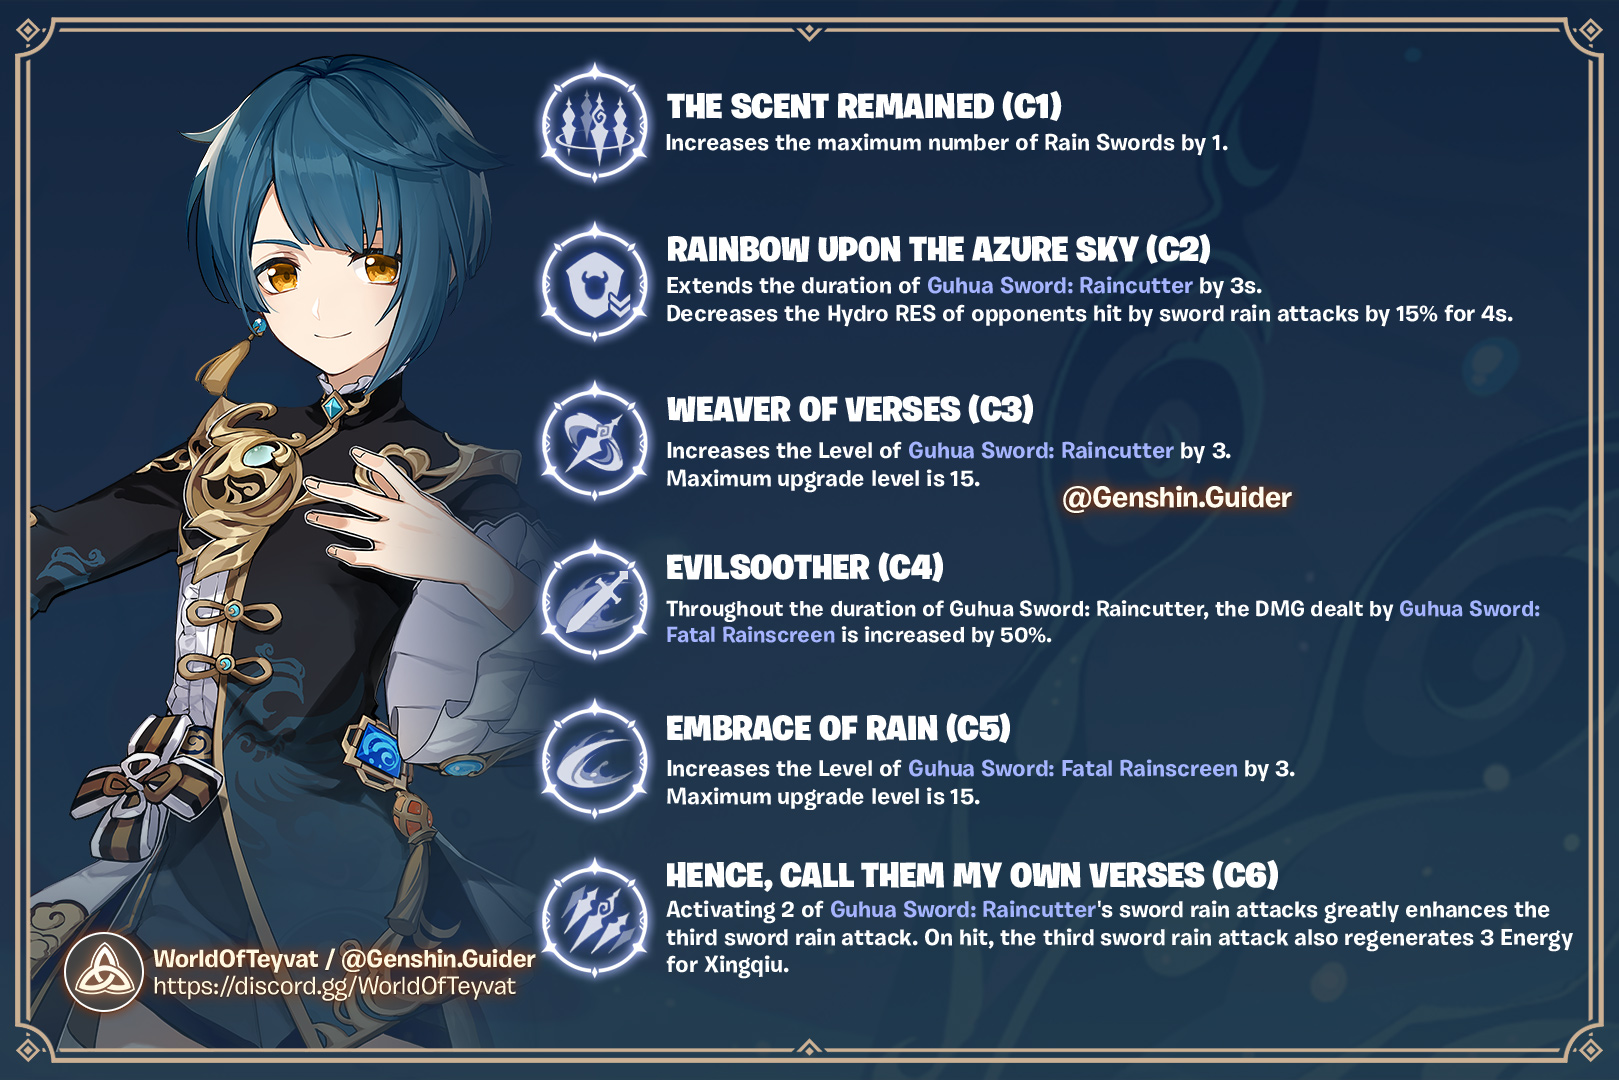 THE SCENT REMAINED (C1)
Increases the maximum number of Rain Swords by 1.
RAINBOW UPON THE AZURE SKY (C2)
Extends the duration of Guhua Sword: Raincutter by 3s.
Decreases the Hydro RES of opponents hit by sword rain attacks by 15% for 4s.
WEAVER OF VERSES (C3)
Increases the Level of Guhua Sword: Raincutter by 3.
Maximum upgrade level is 15.
@Genshin.Guider
EVILSOOTHER (C4)
Throughout the duration of Guhua Sword: Raincutter, the DMG dealt by Guhua Sword:
Fatal Rainscreen is increased by 50%.
EMBRACE OF RAIN (C5)
Increases the Level of Guhua Sword: Fatal Rainscreen by 3.
Maximum upgrade level is 15.
HENCE, CALL THEM MY OWN VERSES (C6)
Activating 2 of Guhua Sword: Raincutter's sword rain attacks greatly enhances the
third sword rain attack. On hit, the third sword rain attack also regenerates 3 Energy
for Xingqiu.
WorldOfTeyvat / @Genshin.Guider
https://discord.gg/WorldOfTeyvat